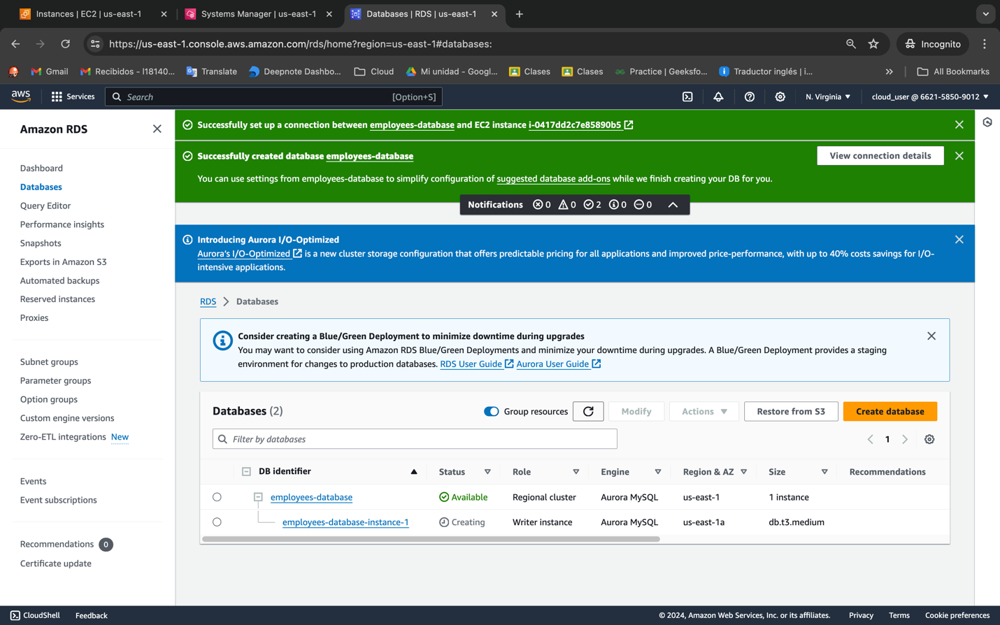 Instances | EC2 | us-east-1
Systems Manager | us-east-1
Databases | RDS | us-east-1
https://us-east-1.console.aws.amazon.com/rds/home?region=us-east-1#databases:
Incognito
Gmail
Recibidos - l18140...
Translate
Deepnote Dashbo...
Cloud
Mi unidad - Googl...
Clases
Clases
Practice | Geeksfo...
Traductor inglés | i...
All Bookmarks
aws
Services
Search
[Option+S]
N. Virginia
cloud_user @ 6621-5850-9012
Amazon RDS
Dashboard
Databases
Query Editor
Performance insights
Snapshots
Exports in Amazon S3
Automated backups
Reserved instances
Proxies
Subnet groups
Parameter groups
Option groups
Custom engine versions
Zero-ETL integrations New
Events
Event subscriptions
Recommendations 0
Certificate update
Successfully set up a connection between employees-database and EC2 instance i-0417dd2c7e85890b5
Successfully created database employees-database
View connection details
You can use settings from employees-database to simplify configuration of suggested database add-ons while we finish creating your DB for you.
Notifications 0 0 2 0 0
Introducing Aurora I/O-Optimized
Aurora's I/O-Optimized is a new cluster storage configuration that offers predictable pricing for all applications and improved price-performance, with up to 40% costs savings for I/O-
intensive applications.
RDS > Databases
Consider creating a Blue/Green Deployment to minimize downtime during upgrades
You may want to consider using Amazon RDS Blue/Green Deployments and minimize your downtime during upgrades. A Blue/Green Deployment provides a staging
environment for changes to production databases. RDS User Guide Aurora User Guide
Databases (2)
Group resources
Modify
Actions
Restore from S3
Create database
Filter by databases
1
DB identifier Status Role Engine Region & AZ Size Recommendations
employees-database Available Regional cluster Aurora MySQL us-east-1 1 instance
employees-database-instance-1 Creating Writer instance Aurora MySQL us-east-1a db.t3.medium
CloudShell
Feedback
© 2024, Amazon Web Services, Inc. or its affiliates.
Privacy
Terms
Cookie preferences